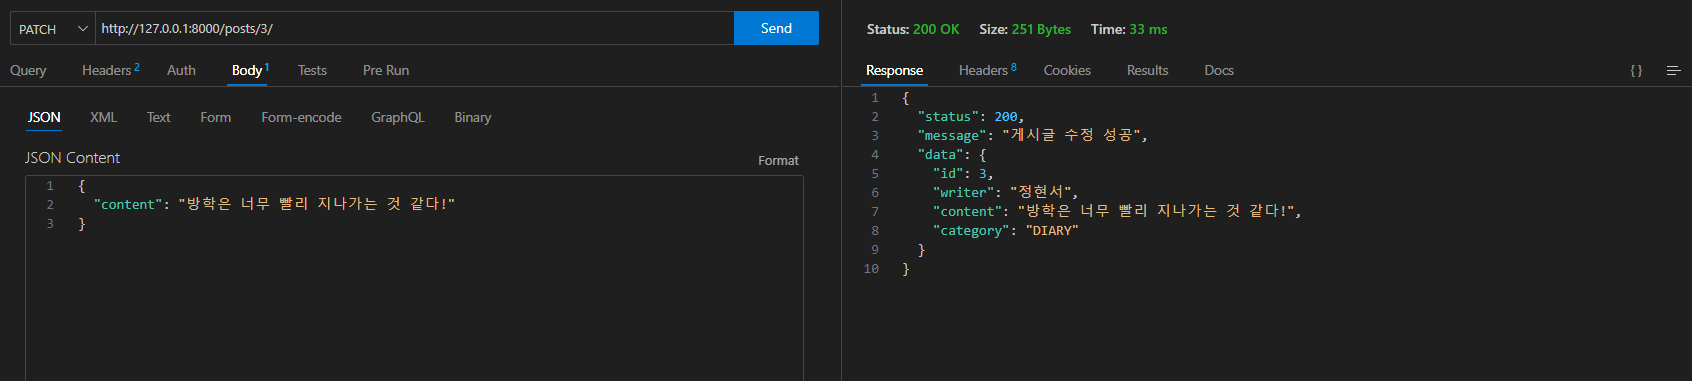 PATCH http://127.0.0.1:8000/posts/3/ Send
Query Headers 2 Auth Body 1 Tests Pre Run
JSON XML Text Form Form-encode GraphQL Binary
JSON Content Format
1 {
2 "content": "방학은 너무 빨리 지나가는 것 같다!"
3 }
Status: 200 OK Size: 251 Bytes Time: 33 ms
Response Headers 8 Cookies Results Docs {}
1 {
2 "status": 200,
3 "message": "게시글 수정 성공",
4 "data": {
5 "id": 3,
6 "writer": "정현서",
7 "content": "방학은 너무 빨리 지나가는 것 같다!",
8 "category": "DIARY"
9 }
10 }